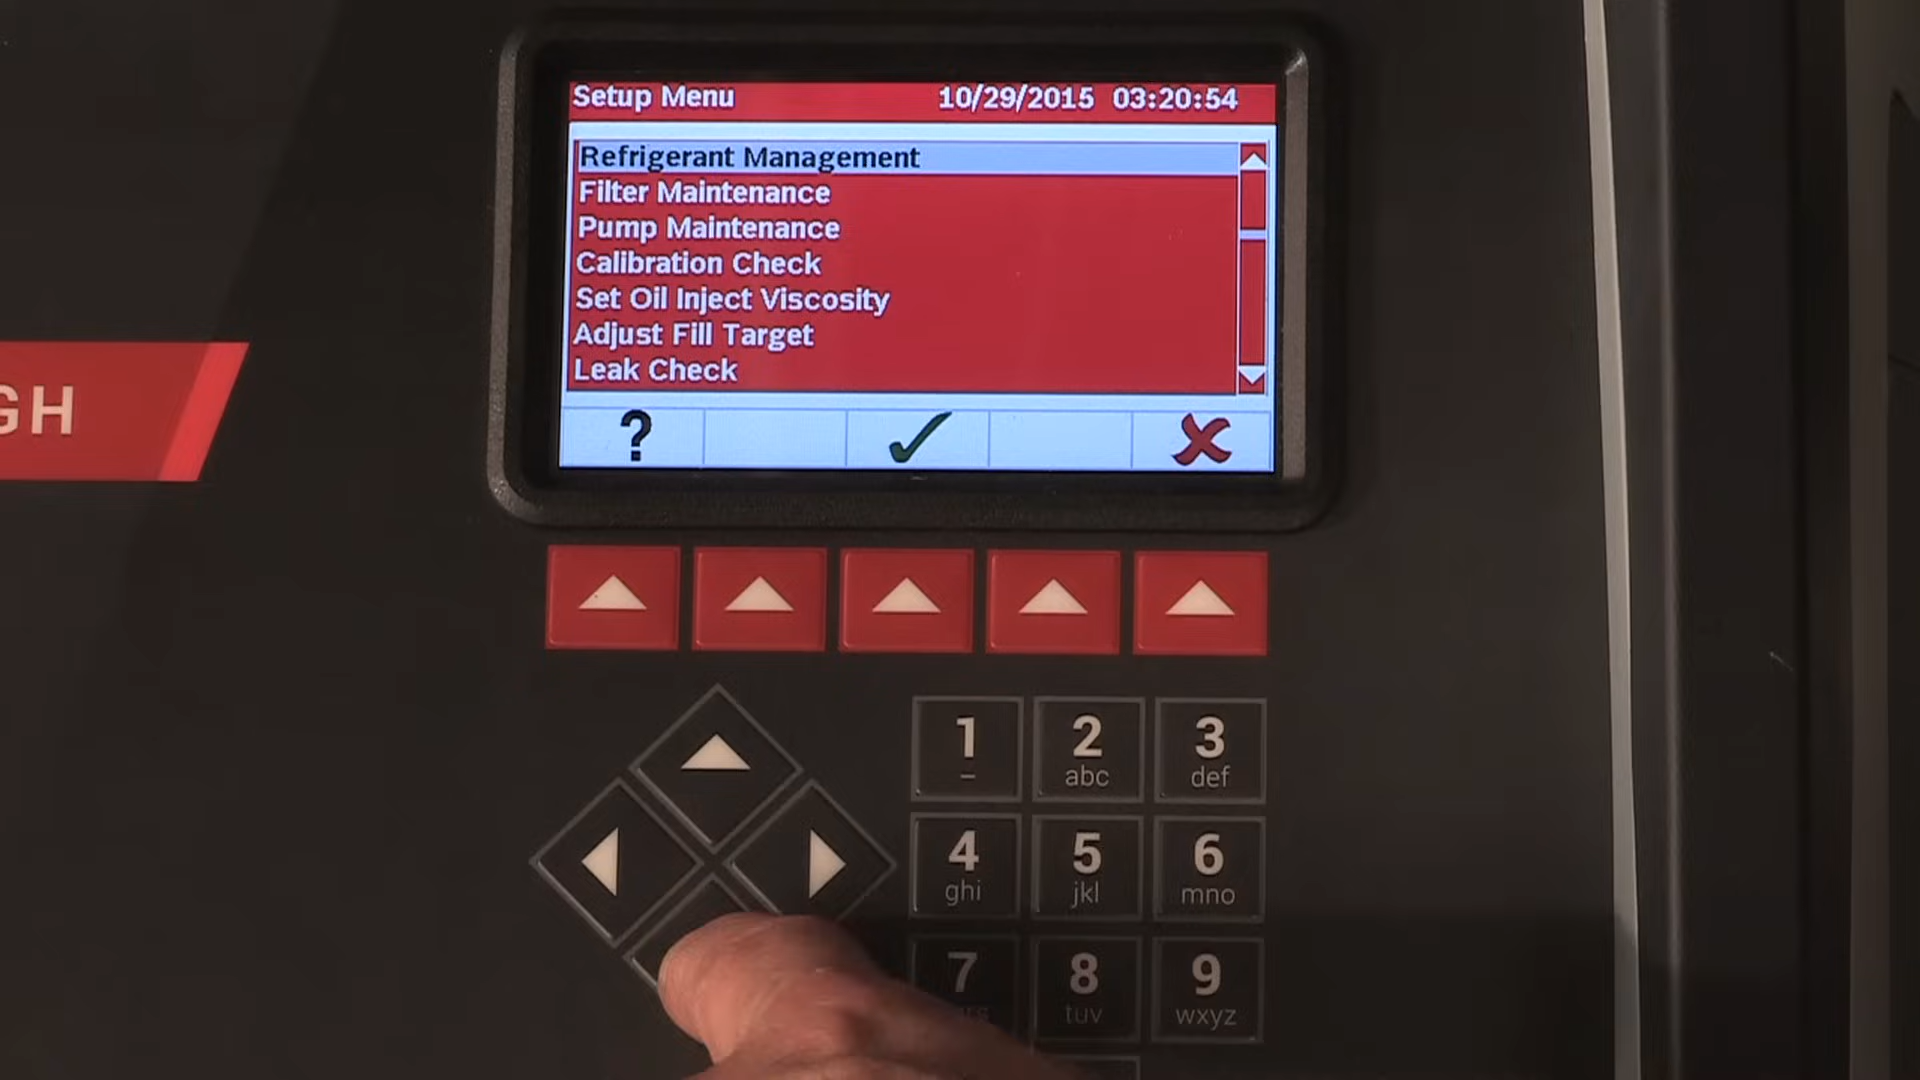 Setup Menu 10/29/2015 03:20:54
Refrigerant Management
Filter Maintenance
Pump Maintenance
Calibration Check
Set Oil Inject Viscosity
Adjust Fill Target
Leak Check
?
GH
1 2 3
_ abc def
4 5 6
ghi jkl mno
7 8 9
tuv wxyz